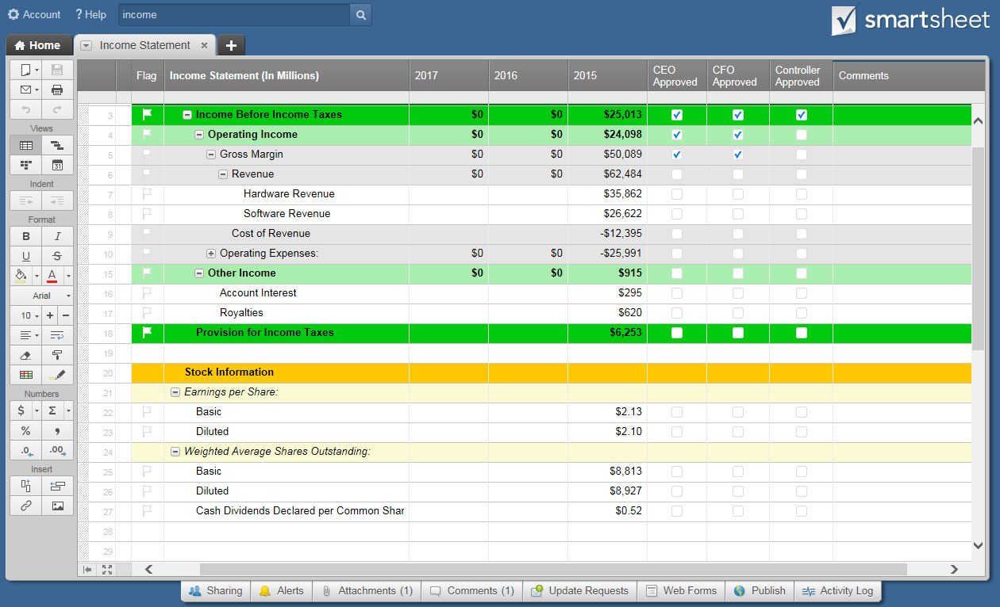 Account ? Help income
smartsheet
Home Income Statement × +
Flag Income Statement (In Millions) 2017 2016 2015 CEO Approved CFO Approved Controller Approved Comments
3 Income Before Income Taxes $0 $0 $25,013
4 Operating Income $0 $0 $24,098
5 Gross Margin $0 $0 $50,089
6 Revenue $0 $0 $62,484
7 Hardware Revenue $35,862
8 Software Revenue $26,622
9 Cost of Revenue -$12,395
10 Operating Expenses: $0 $0 -$25,991
15 Other Income $0 $0 $915
16 Account Interest $295
17 Royalties $620
18 Provision for Income Taxes $6,253
19
20 Stock Information
21 Earnings per Share:
22 Basic $2.13
23 Diluted $2.10
24 Weighted Average Shares Outstanding:
25 Basic $8,813
26 Diluted $8,927
27 Cash Dividends Declared per Common Shar $0.52
28
29
Views
31
Indent
Format
B I
U S
A
Arial
10 + −
Numbers
$ Σ
% ,
.0 .00
Insert
Sharing Alerts Attachments (1) Comments (1) Update Requests Web Forms Publish Activity Log